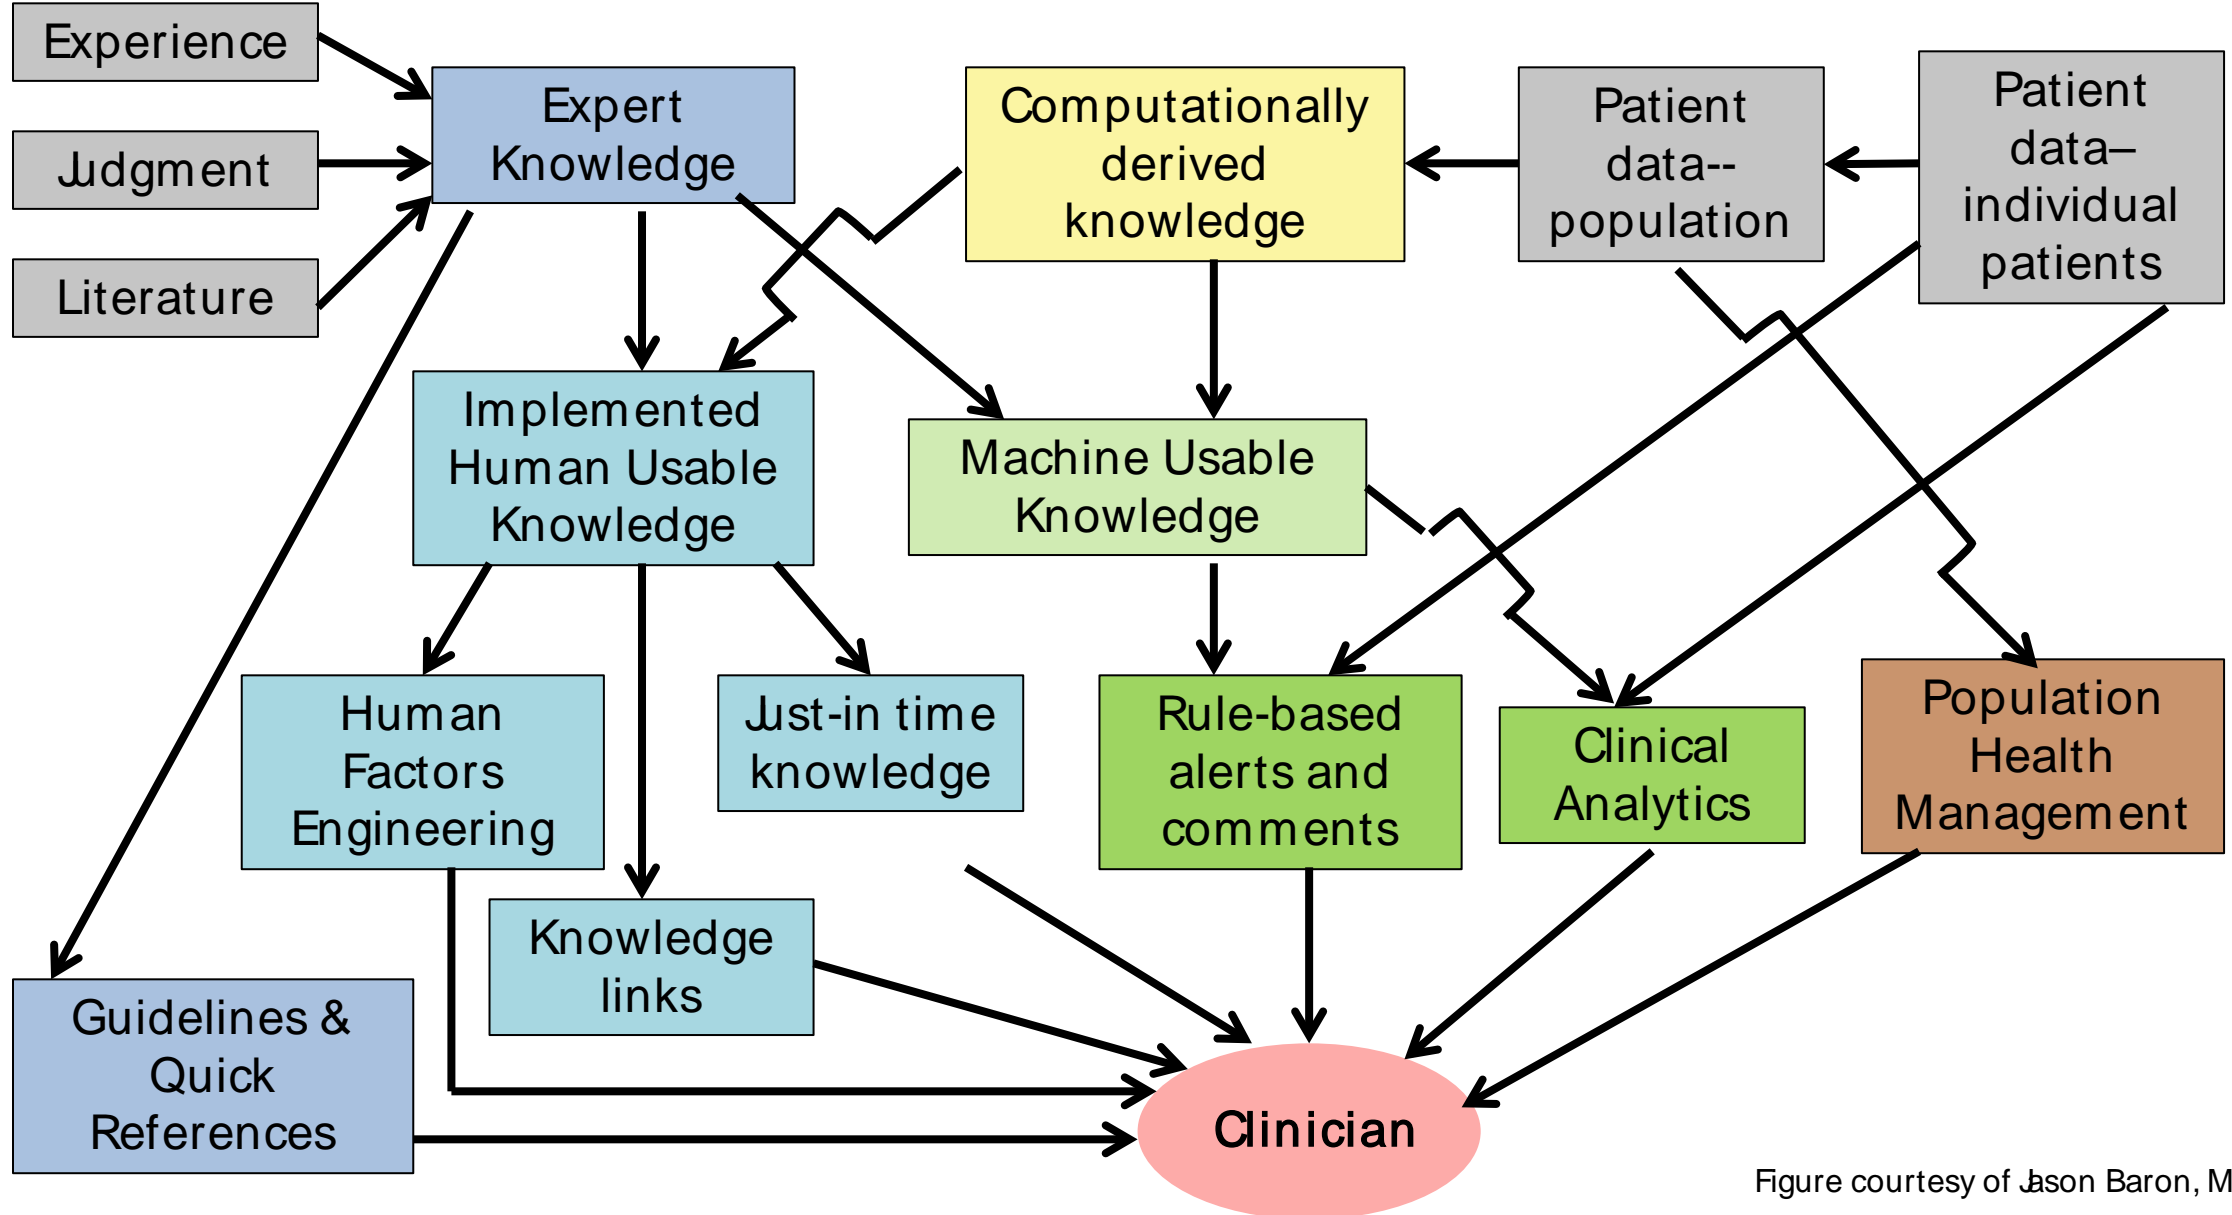 Experience
Judgment
Literature
Expert
Knowledge
Computationally
derived
knowledge
Patient
data--
population
Patient
data–
individual
patients
Implemented
Human Usable
Knowledge
Machine Usable
Knowledge
Human
Factors
Engineering
Just-in time
knowledge
Rule-based
alerts and
comments
Clinical
Analytics
Population
Health
Management
Knowledge
links
Guidelines &
Quick
References
Clinician
Figure courtesy of Jason Baron, M